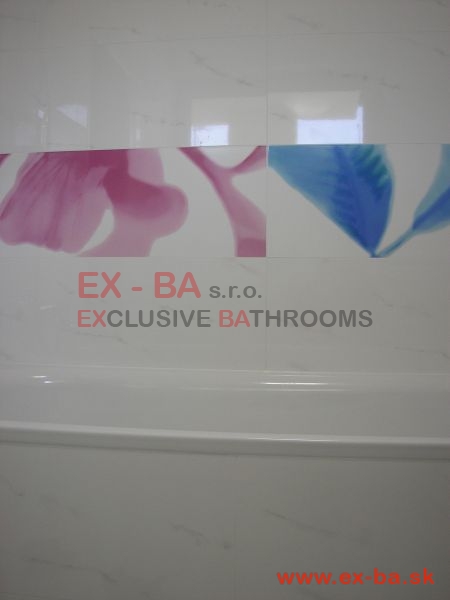 EX - BA s.r.o.
EXCLUSIVE BATHROOMS
www.ex-ba.sk